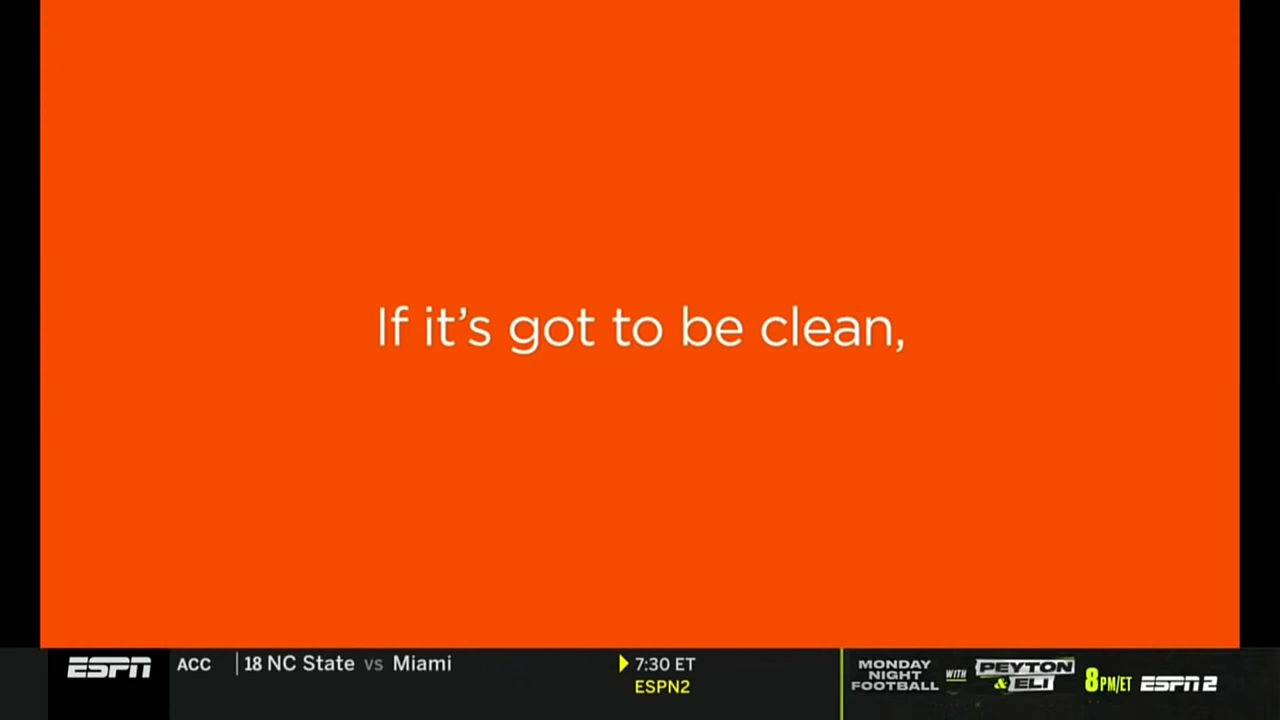 If it's got to be clean,
ESPN
ACC
18 NC State vs Miami
7:30 ET
ESPN2
MONDAY
NIGHT
FOOTBALL
WITH
PEYTON
& ELI
8PM/ET ESPN2